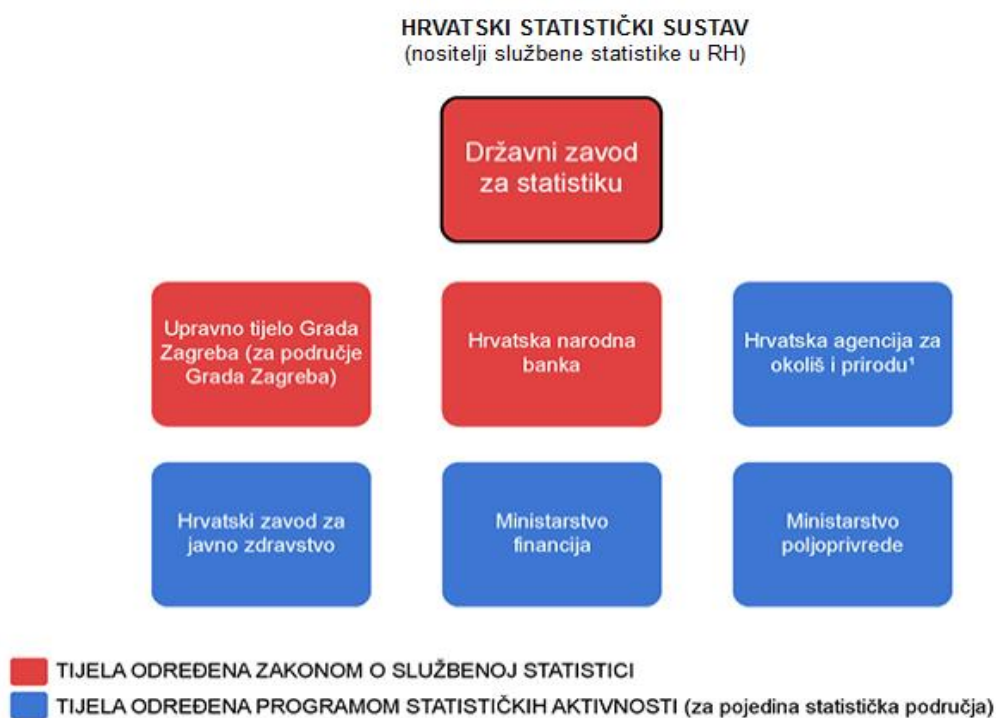 HRVATSKI STATISTIČKI SUSTAV
(nositelji službene statistike u RH)
Državni zavod
za statistiku
Upravno tijelo Grada
Zagreba (za područje
Grada Zagreba)
Hrvatska narodna
banka
Hrvatska agencija za
okoliš i prirodu¹
Hrvatski zavod za
javno zdravstvo
Ministarstvo
financija
Ministarstvo
poljoprivrede
TIJELA ODREĐENA ZAKONOM O SLUŽBENOJ STATISTICI
TIJELA ODREĐENA PROGRAMOM STATISTIČKIH AKTIVNOSTI (za pojedina statistička područja)